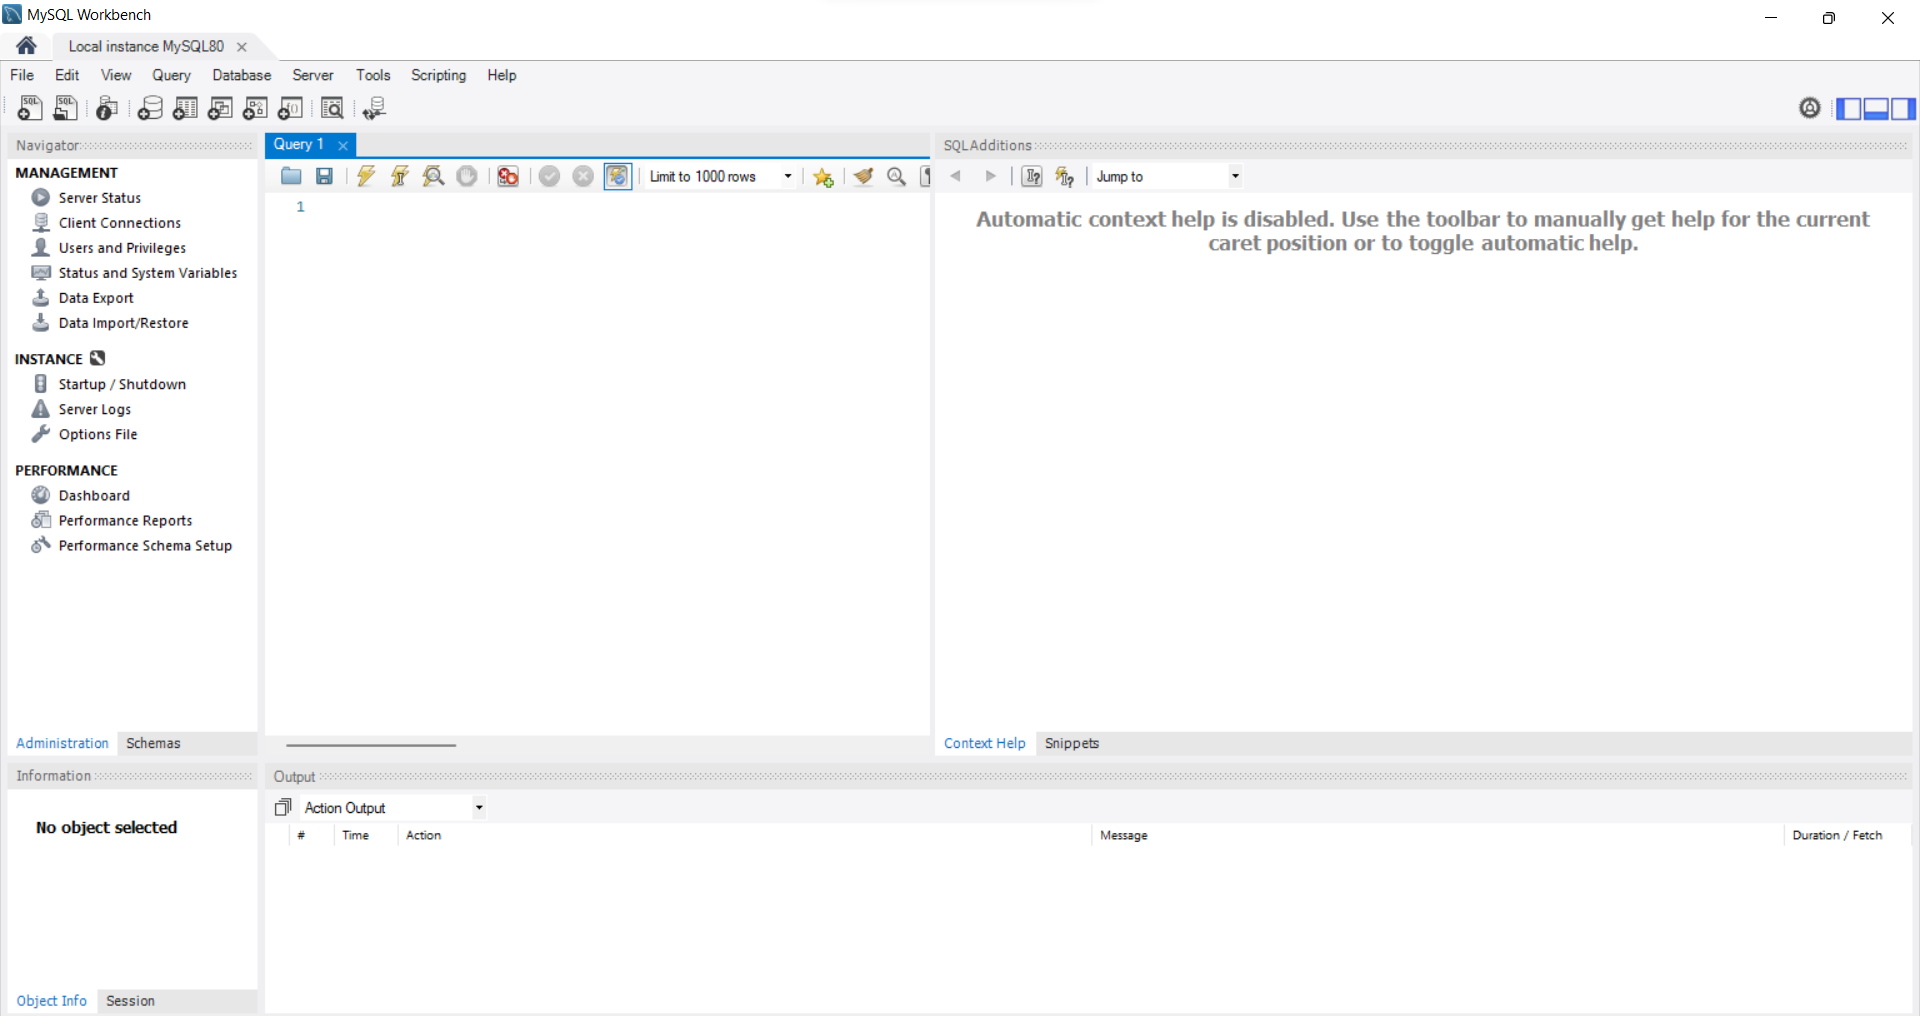 MySQL Workbench
Local instance MySQL80
File Edit View Query Database Server Tools Scripting Help
Navigator
MANAGEMENT
Server Status
Client Connections
Users and Privileges
Status and System Variables
Data Export
Data Import/Restore
INSTANCE
Startup / Shutdown
Server Logs
Options File
PERFORMANCE
Dashboard
Performance Reports
Performance Schema Setup
Administration Schemas
Query 1
Limit to 1000 rows
1
SQLAdditions
Jump to
Automatic context help is disabled. Use the toolbar to manually get help for the current
caret position or to toggle automatic help.
Context Help Snippets
Information
No object selected
Object Info Session
Output
Action Output
# Time Action Message Duration / Fetch